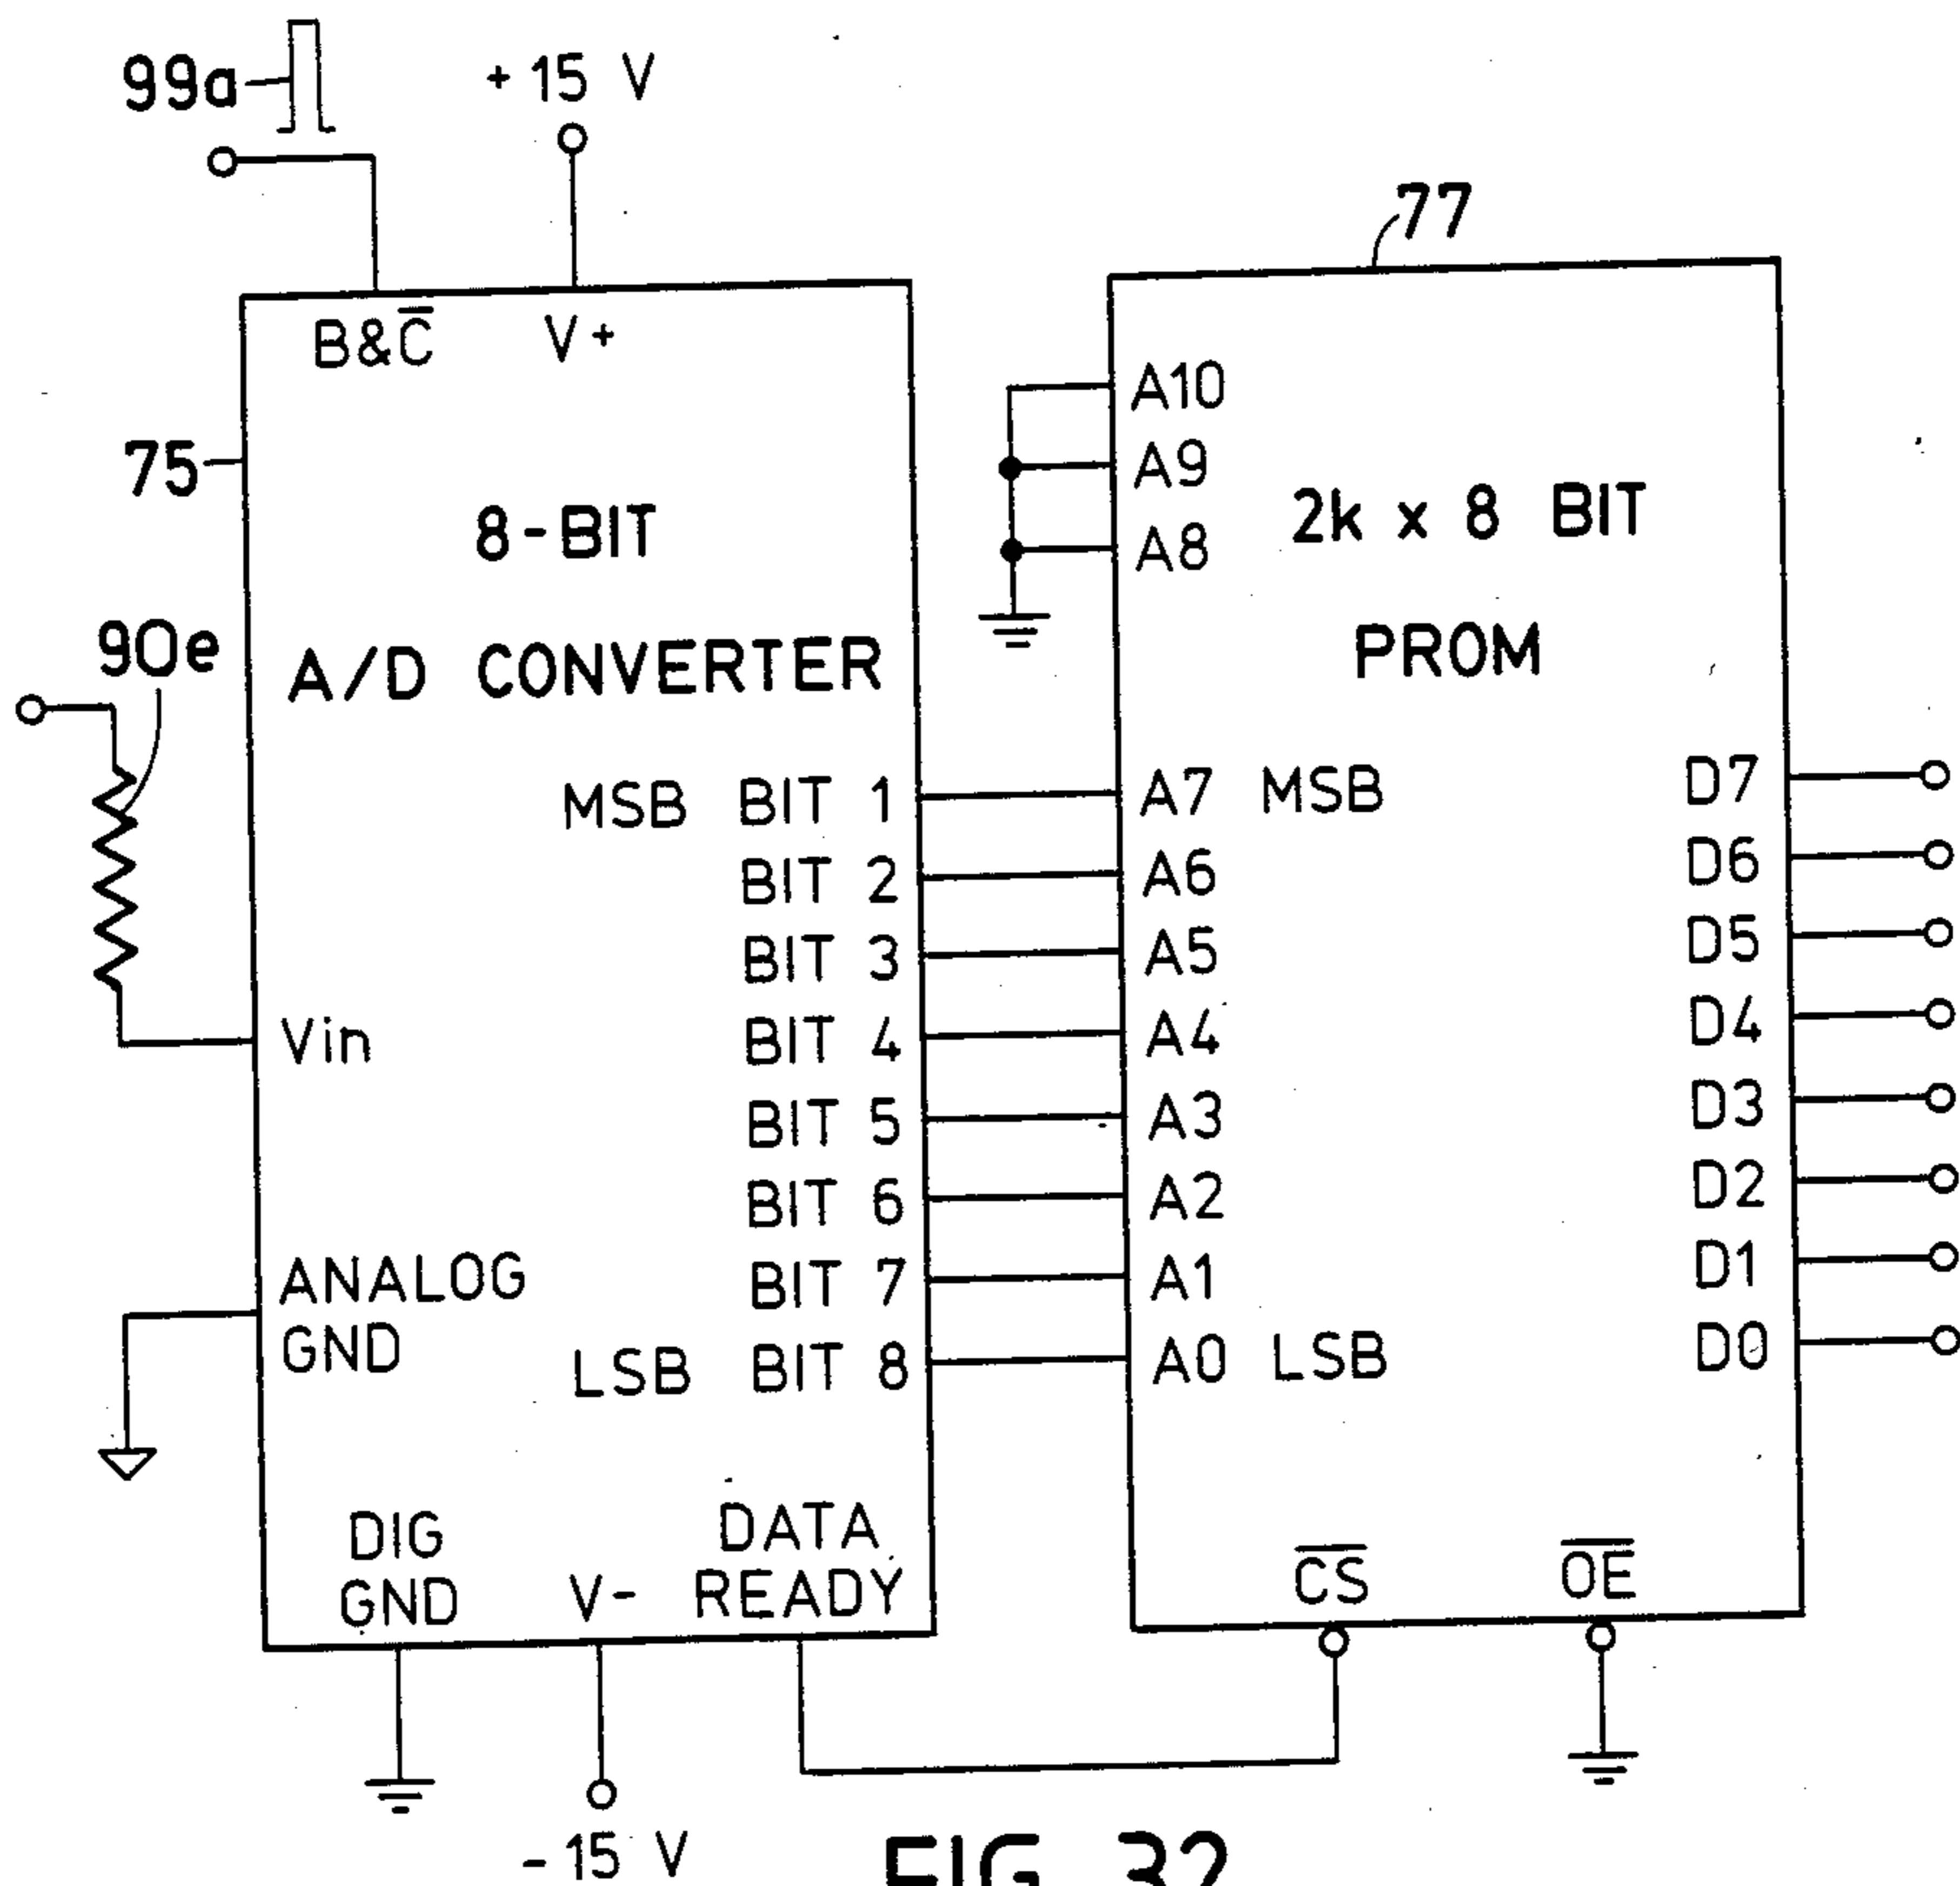 99a
+15 V
77
B&C̅ V+
A10
75
A9
8-BIT
2k x 8 BIT
A8
90e
A/D CONVERTER
PROM
MSB BIT 1
A7 MSB
D7
BIT 2
A6
D6
BIT 3
A5
D5
Vin
BIT 4
A4
D4
BIT 5
A3
D3
BIT 6
A2
D2
ANALOG
GND
BIT 7
A1
D1
LSB BIT 8
A0 LSB
D0
DIG
GND
V-
DATA
READY
C̅S̅
O̅E̅
-15 V
FIG. 32